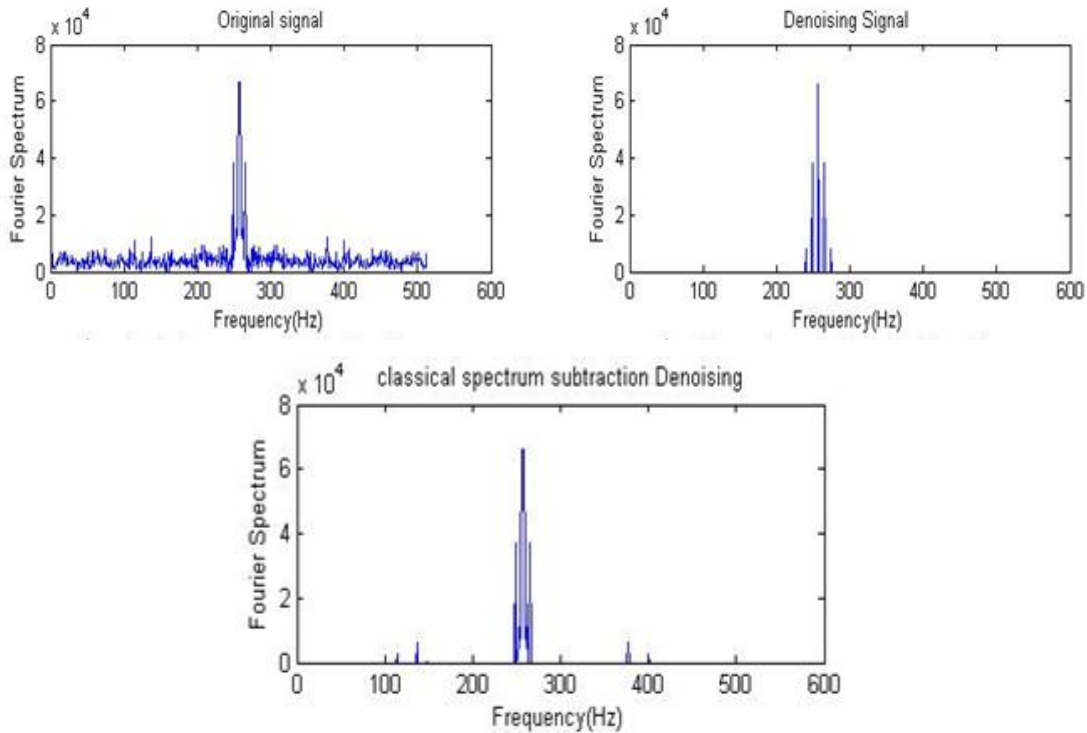 Original signal
x 10^4
Fourier Spectrum
8
6
4
2
0
0 100 200 300 400 500 600
Frequency(Hz)
Denoising Signal
x 10^4
Fourier Spectrum
8
6
4
2
0
0 100 200 300 400 500 600
Frequency(Hz)
classical spectrum subtraction Denoising
x 10^4
Fourier Spectrum
8
6
4
2
0
0 100 200 300 400 500 600
Frequency(Hz)